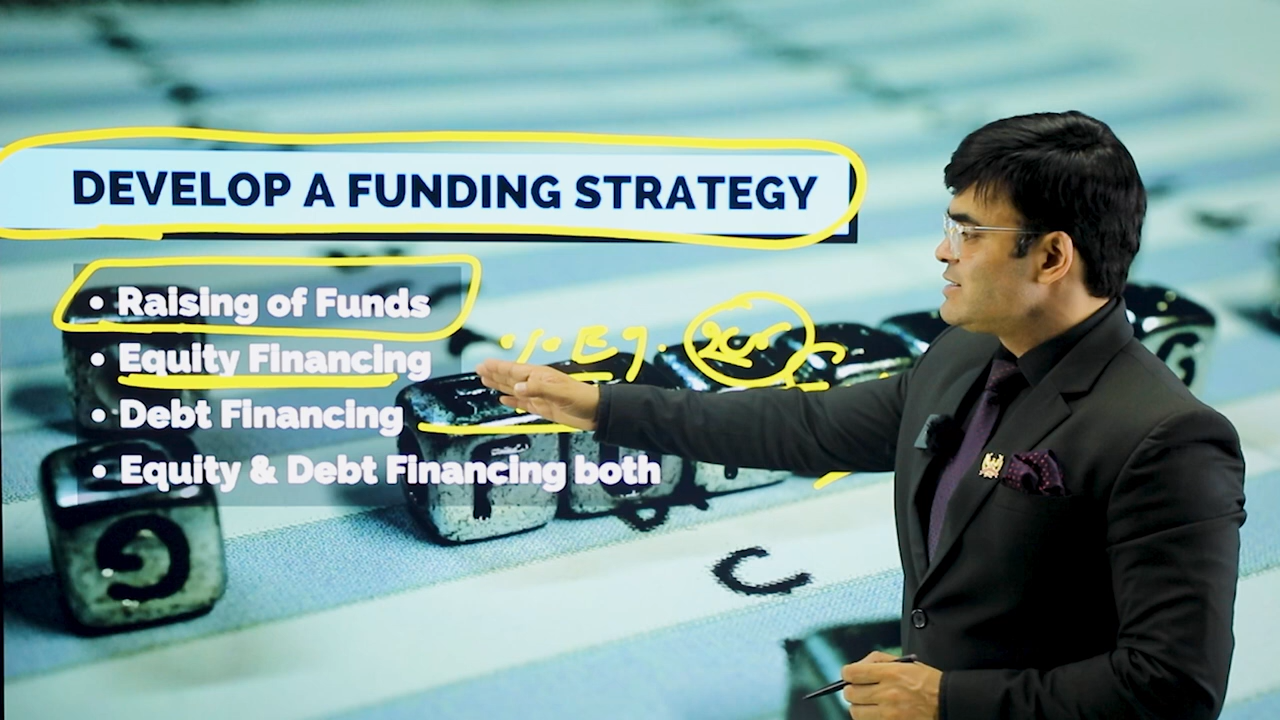 DEVELOP A FUNDING STRATEGY
• Raising of Funds
• Equity Financing
• Debt Financing
• Equity & Debt Financing both